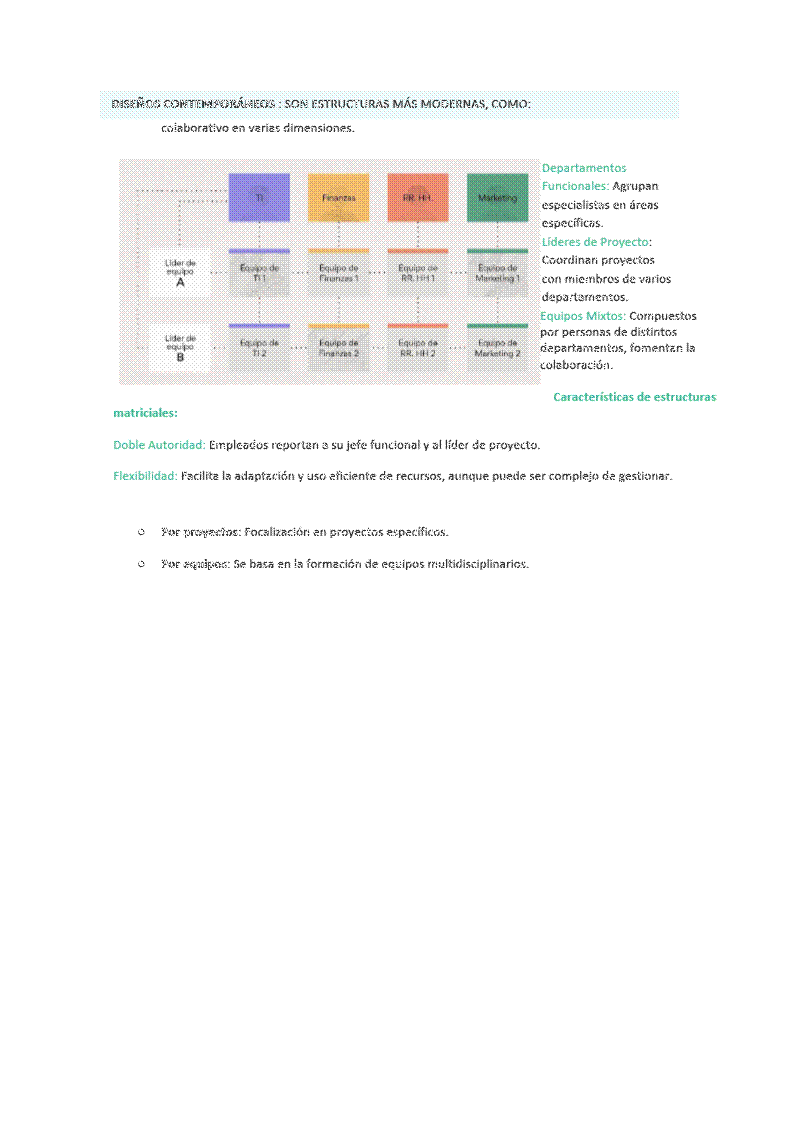 DISEÑOS CONTEMPORÁNEOS : SON ESTRUCTURAS MÁS MODERNAS, COMO:
colaborativo en varias dimensiones.
TI Finanzas RR. HH. Marketing
Líder de equipo A
Equipo de TI 1
Equipo de Finanzas 1
Equipo de RR. HH 1
Equipo de Marketing 1
Líder de equipo B
Equipo de TI 2
Equipo de Finanzas 2
Equipo de RR. HH 2
Equipo de Marketing 2
Departamentos
Funcionales: Agrupan
especialistas en áreas
específicas.
Líderes de Proyecto:
Coordinan proyectos
con miembros de varios
departamentos.
Equipos Mixtos: Compuestos
por personas de distintos
departamentos, fomentan la
colaboración.
Características de estructuras
matriciales:
Doble Autoridad: Empleados reportan a su jefe funcional y al líder de proyecto.
Flexibilidad: Facilita la adaptación y uso eficiente de recursos, aunque puede ser complejo de gestionar.
o Por proyectos: Focalización en proyectos específicos.
o Por equipos: Se basa en la formación de equipos multidisciplinarios.